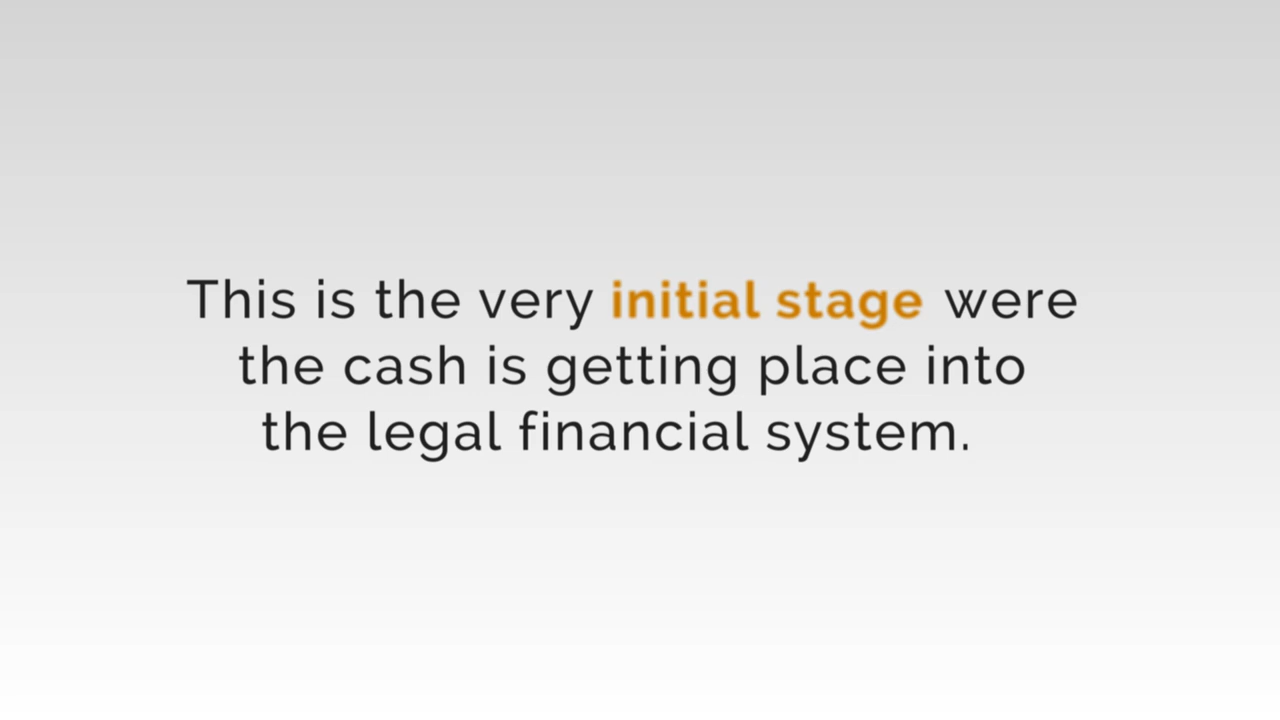 This is the very initial stage were
the cash is getting place into
the legal financial system.